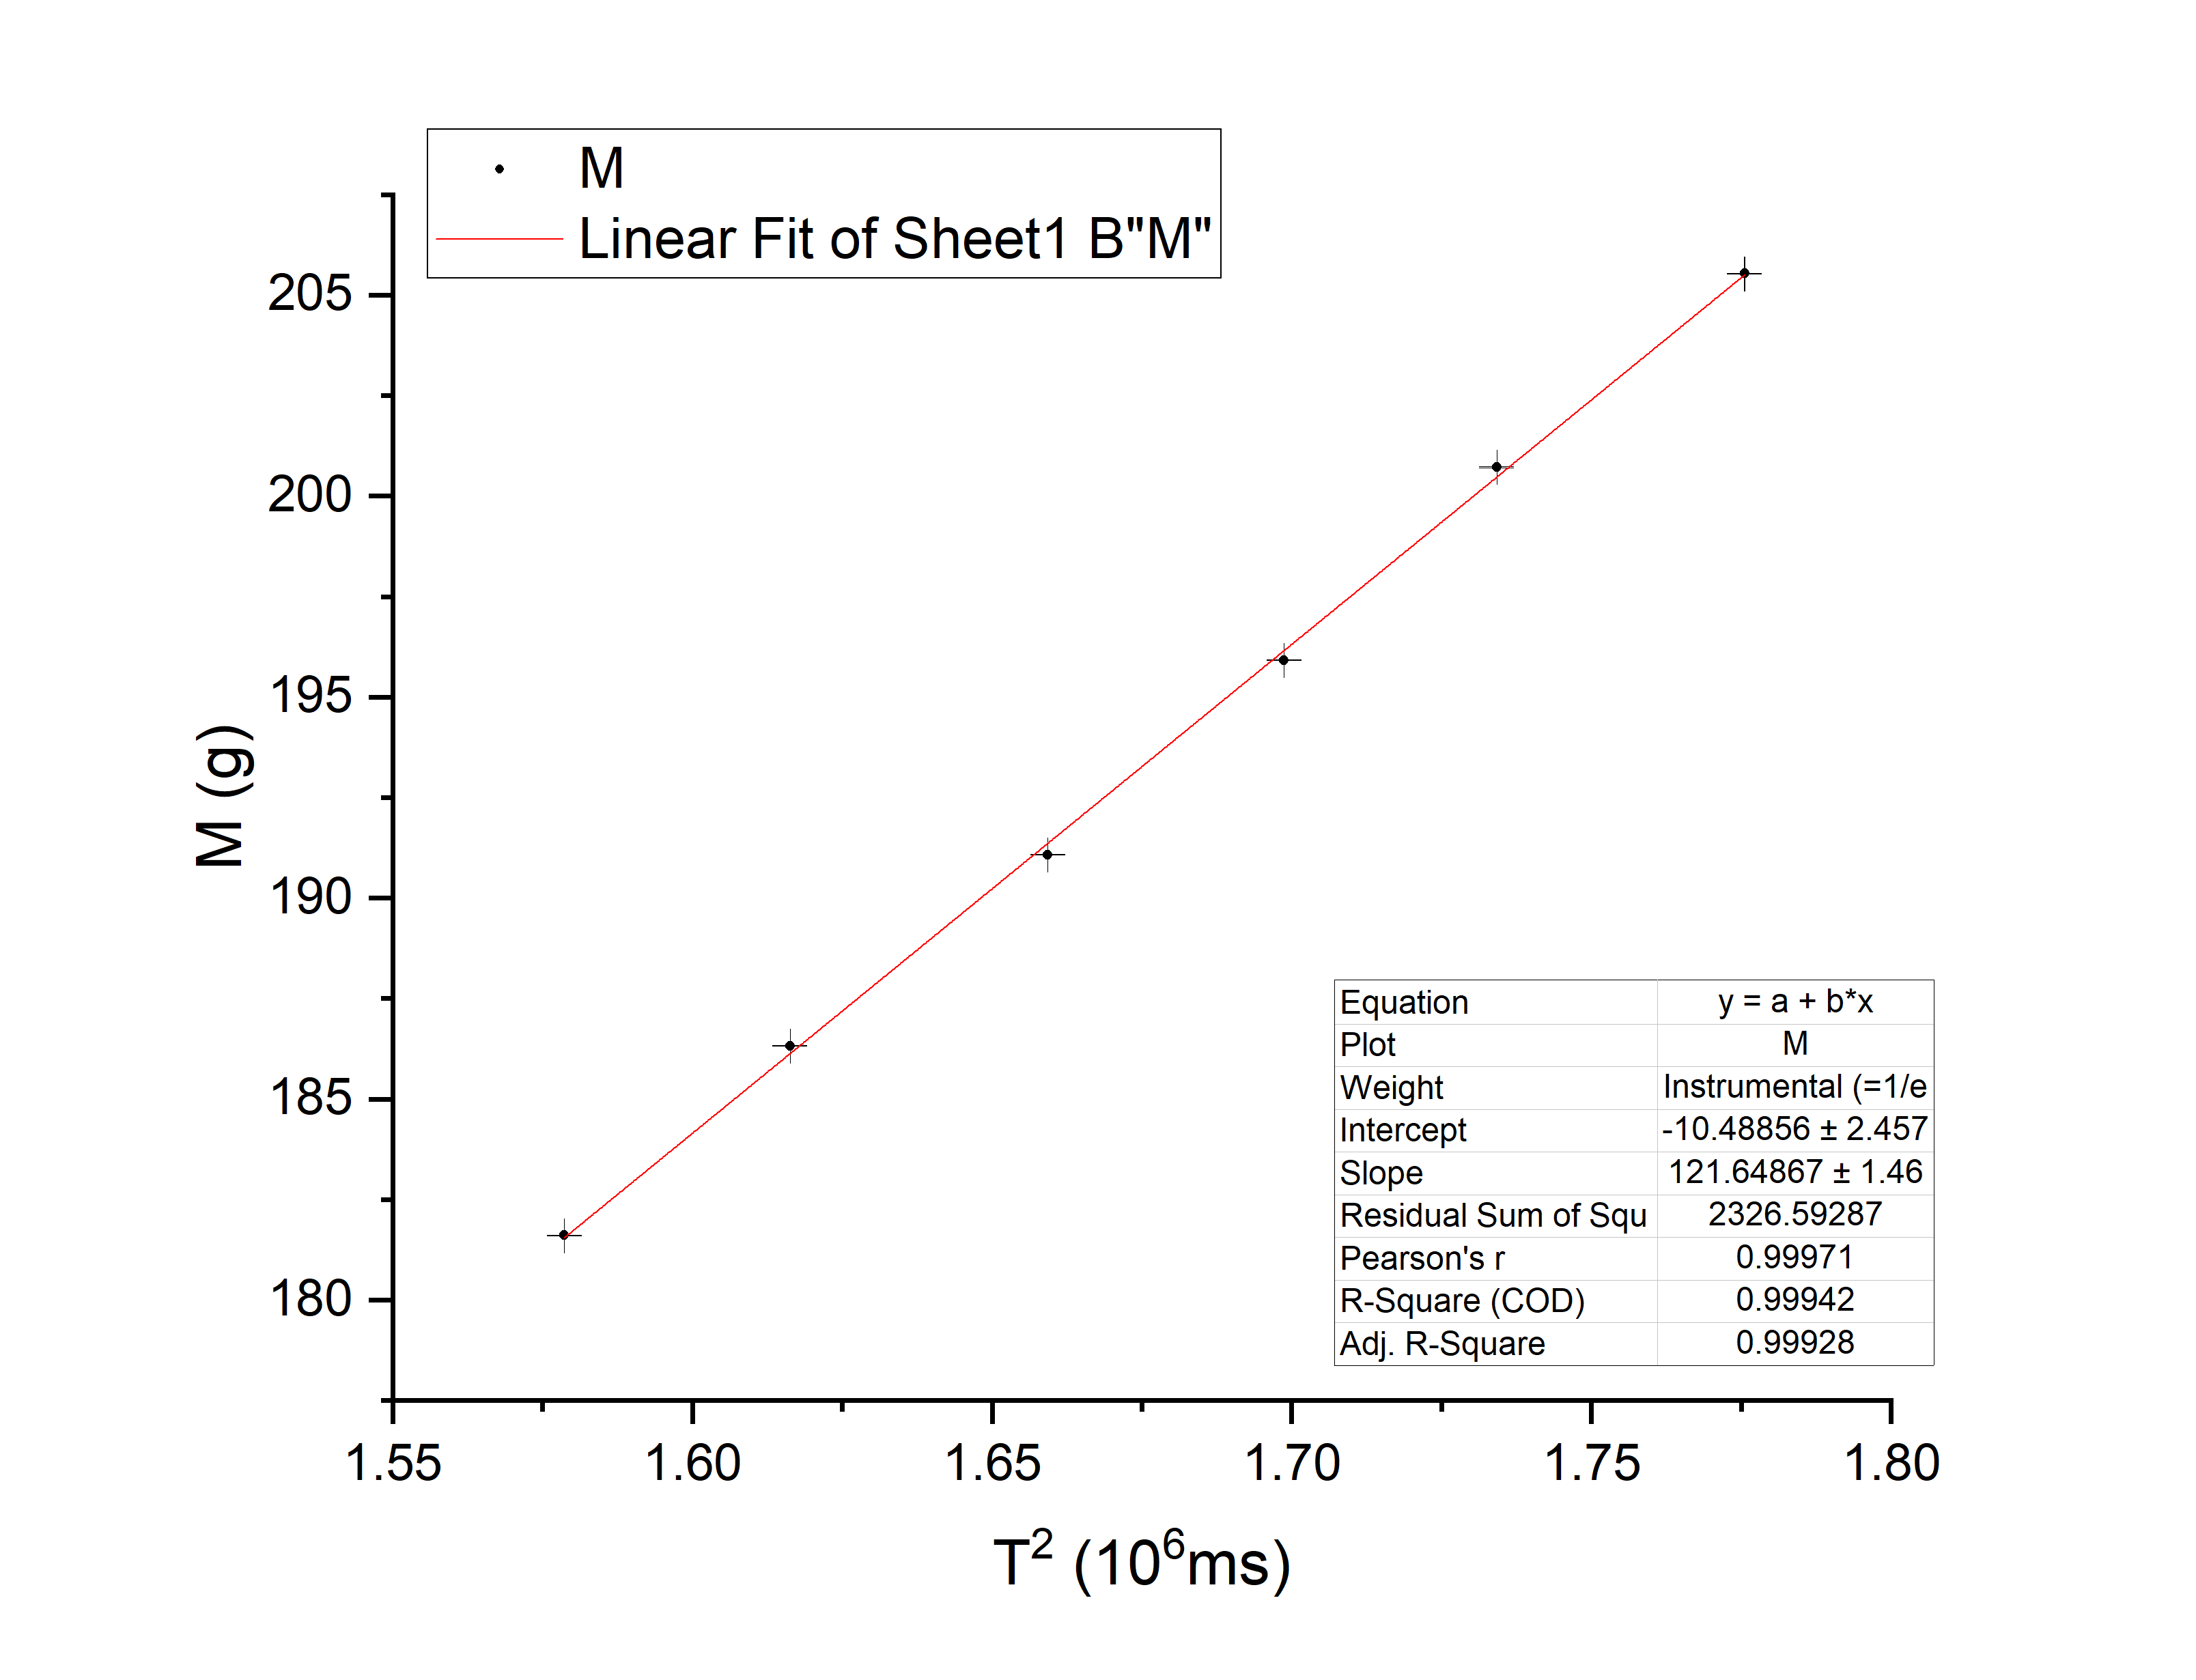 M
Linear Fit of Sheet1 B"M"
205
200
195
190
185
180
M (g)
Equation y = a + b*x
Plot M
Weight Instrumental (=1/e
Intercept -10.48856 ± 2.457
Slope 121.64867 ± 1.46
Residual Sum of Squ 2326.59287
Pearson's r 0.99971
R-Square (COD) 0.99942
Adj. R-Square 0.99928
1.55 1.60 1.65 1.70 1.75 1.80
T² (10⁶ms)